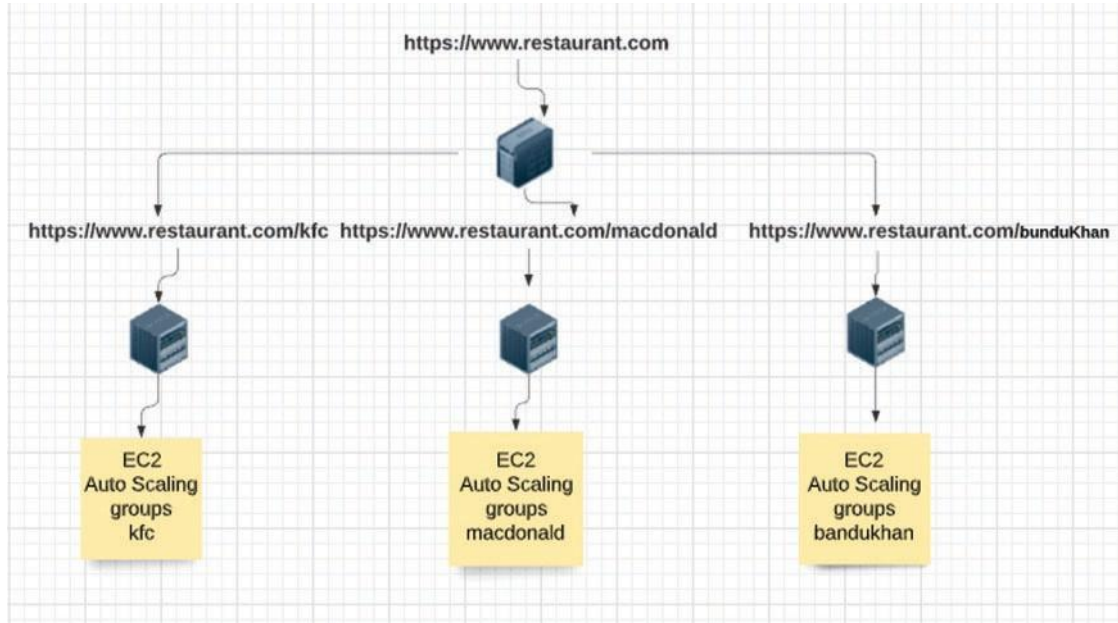 https://www.restaurant.com
https://www.restaurant.com/kfc
https://www.restaurant.com/macdonald
https://www.restaurant.com/bunduKhan
EC2
Auto Scaling
groups
kfc
EC2
Auto Scaling
groups
macdonald
EC2
Auto Scaling
groups
bandukhan